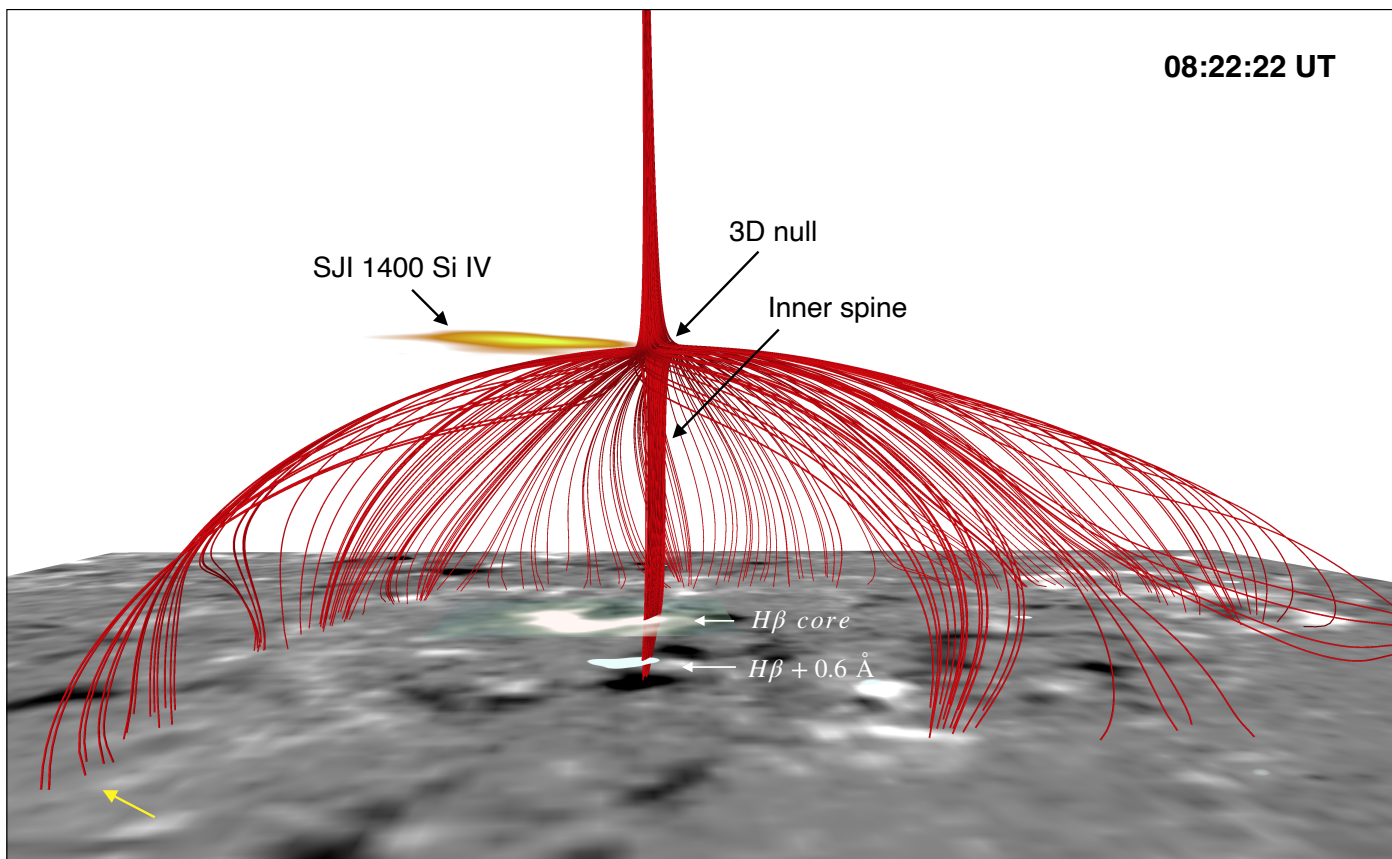 08:22:22 UT
3D null
SJI 1400 Si IV
Inner spine
Hβ core
Hβ + 0.6 Å